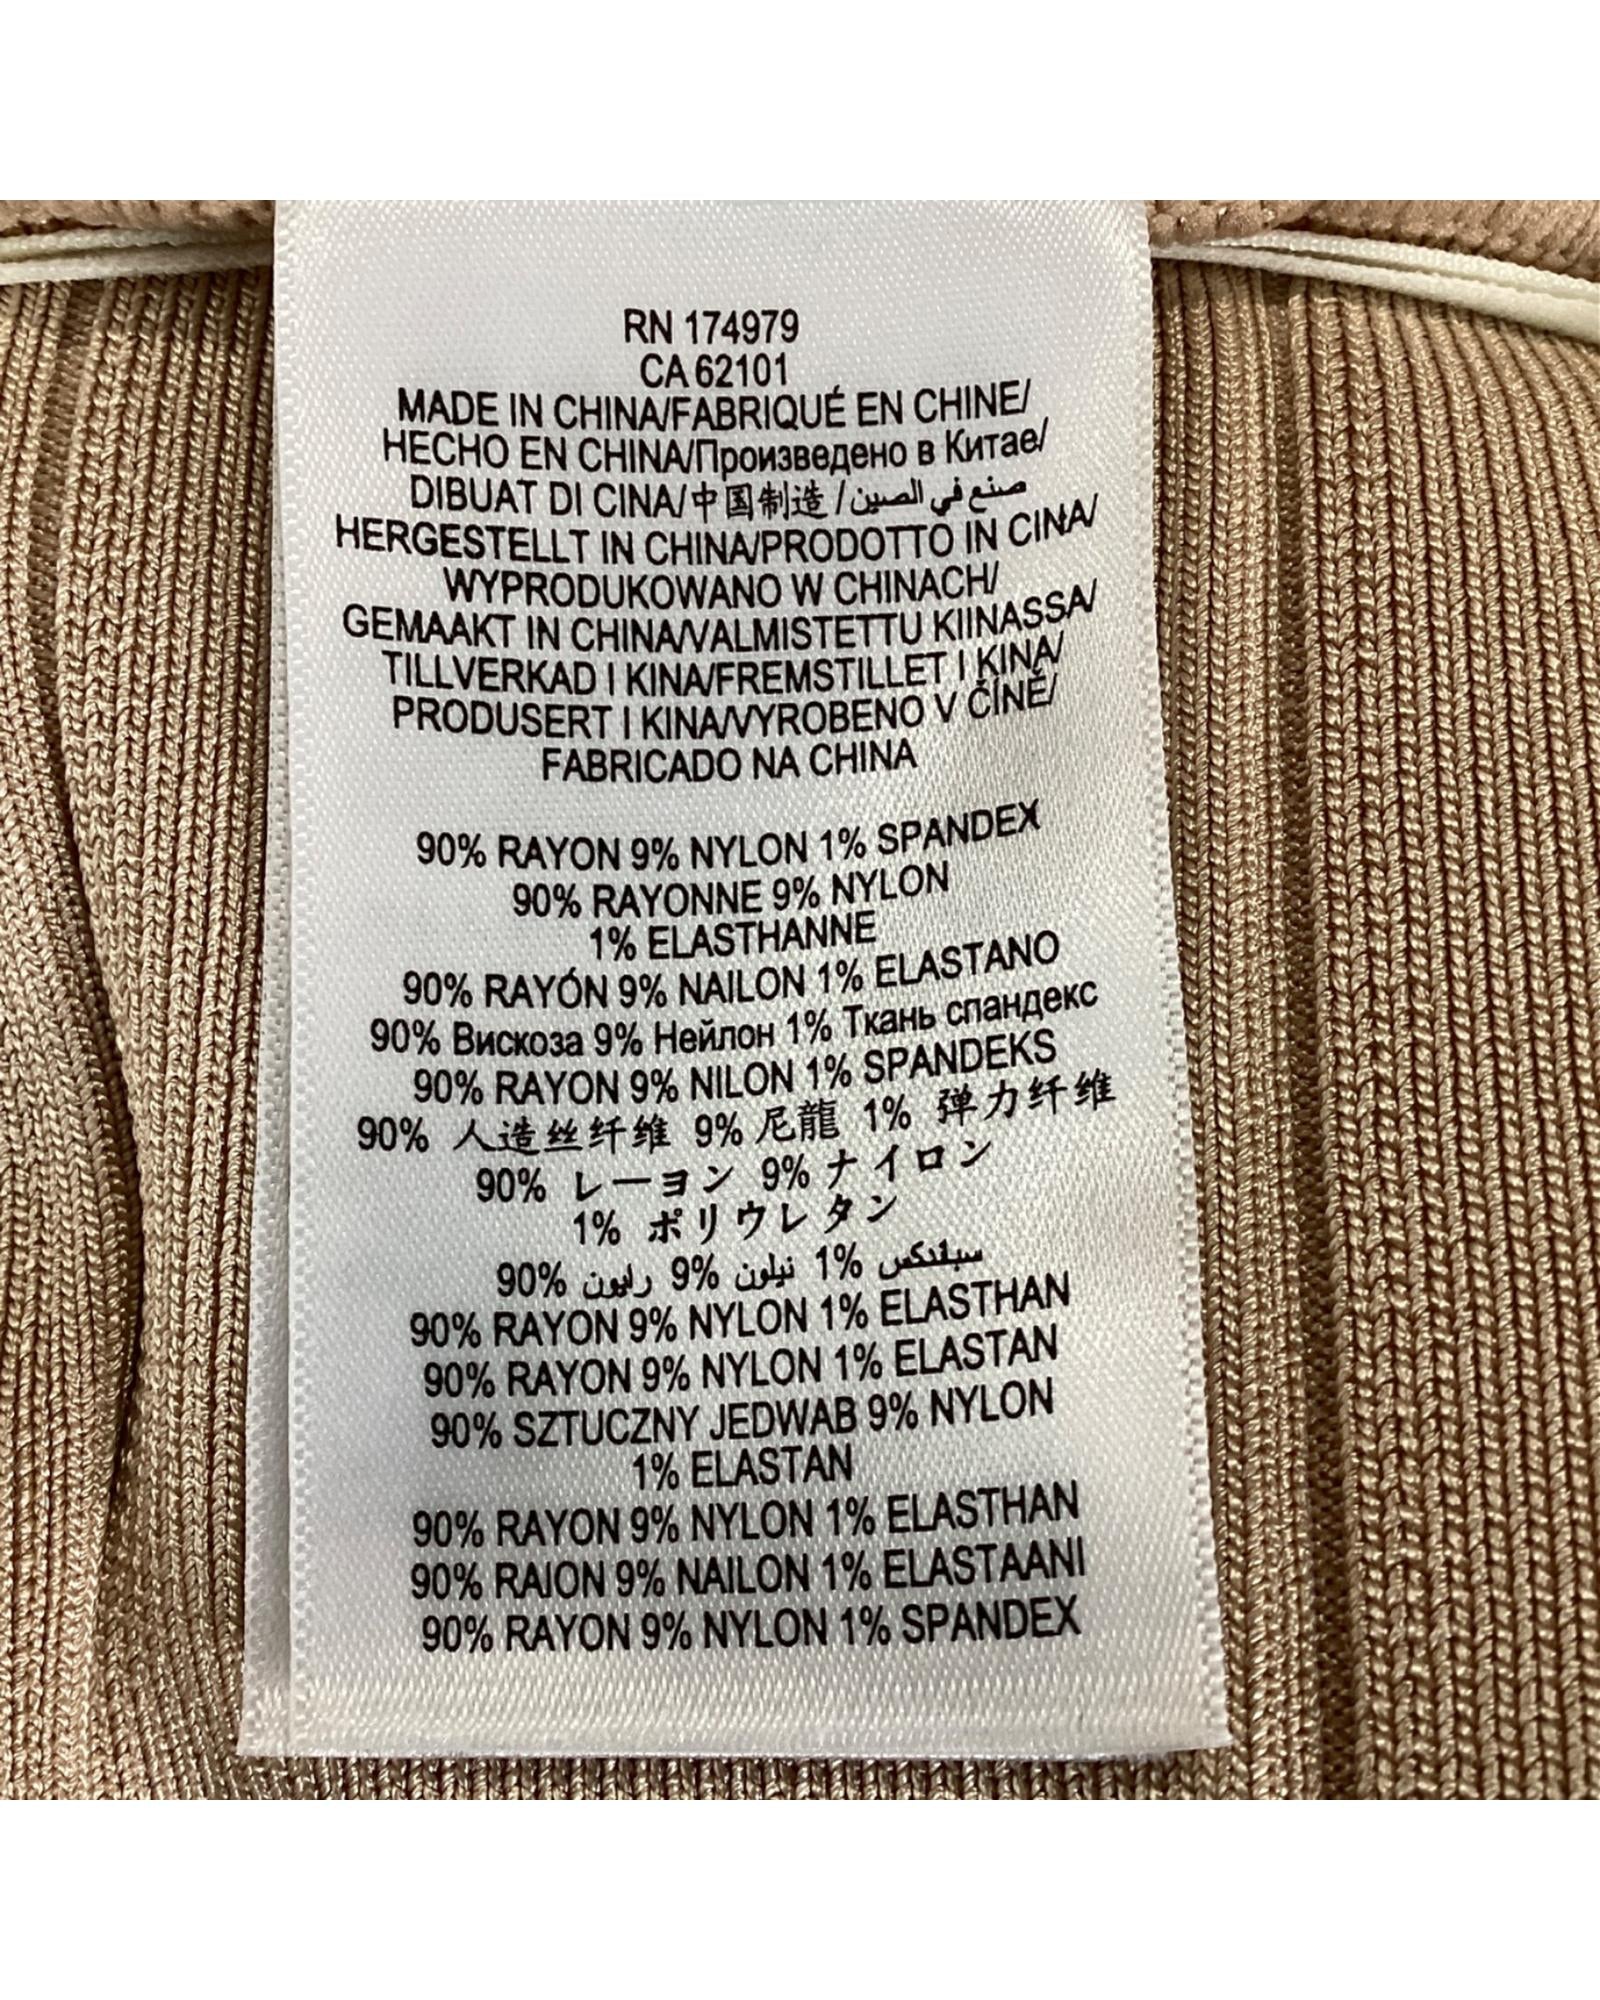 RN 174979
CA 62101
MADE IN CHINA/FABRIQUÉ EN CHINE/
HECHO EN CHINA/Произведено в Китае/
DIBUAT DI CINA/中国制造/صنع في الصين
HERGESTELLT IN CHINA/PRODOTTO IN CINA/
WYPRODUKOWANO W CHINACH/
GEMAAKT IN CHINA/VALMISTETTU KIINASSA/
TILLVERKAD I KINA/FREMSTILLET I KINA/
PRODUSERT I KINA/VYROBENO V ČÍNĚ/
FABRICADO NA CHINA
90% RAYON 9% NYLON 1% SPANDEX
90% RAYONNE 9% NYLON
1% ELASTHANNE
90% RAYÓN 9% NAILON 1% ELASTANO
90% Вискоза 9% Нейлон 1% Ткань спандекс
90% RAYON 9% NILON 1% SPANDEKS
90% 人造丝纤维 9% 尼龍 1% 弹力纤维
90% レーヨン 9% ナイロン
1% ポリウレタン
90% رايون 9% نيلون 1% سباندكس
90% RAYON 9% NYLON 1% ELASTHAN
90% RAYON 9% NYLON 1% ELASTAN
90% SZTUCZNY JEDWAB 9% NYLON
1% ELASTAN
90% RAYON 9% NYLON 1% ELASTHAN
90% RAION 9% NAILON 1% ELASTAANI
90% RAYON 9% NYLON 1% SPANDEX